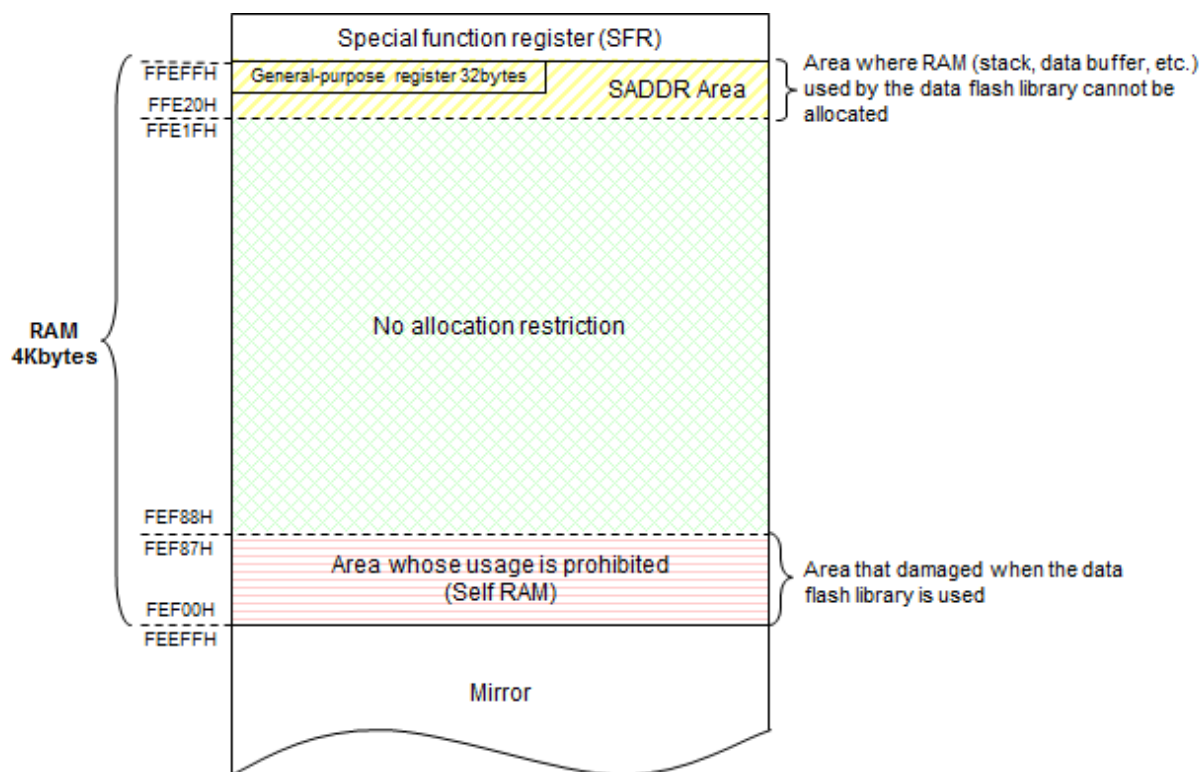 Special function register (SFR)
FFEFFH
General-purpose register 32bytes
SADDR Area
FFE20H
Area where RAM (stack, data buffer, etc.)
used by the data flash library cannot be
allocated
FFE1FH
No allocation restriction
RAM
4Kbytes
FEF88H
FEF87H
Area whose usage is prohibited
(Self RAM)
FEF00H
Area that damaged when the data
flash library is used
FEEFFH
Mirror